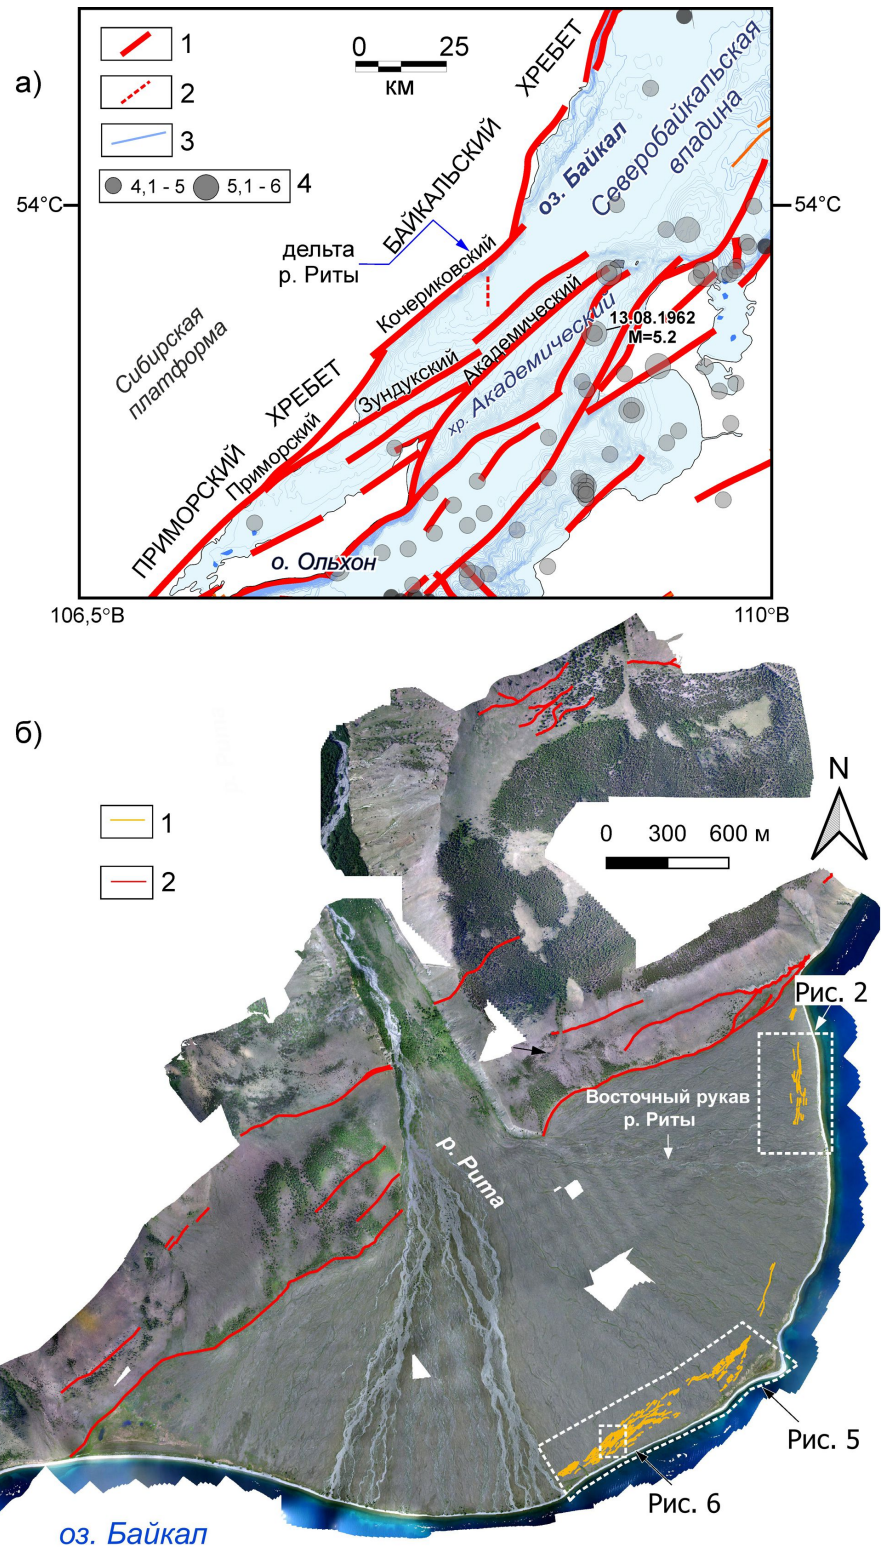 а)
1
2
3
4,1 - 5
5,1 - 6
4
0
25
км
ХРЕБЕТ
БАЙКАЛЬСКИЙ
оз. Байкал
Северобайкальская
впадина
54°С
54°С
дельта
р. Риты
Кочериковский
Сибирская
платформа
Академический
13.08.1962
М=5.2
Зундукский
хр. Академический
ХРЕБЕТ
Приморский
ПРИМОРСКИЙ
о. Ольхон
106,5°В
110°В
б)
1
2
N
0
300
600 м
Рис. 2
Восточный рукав
р. Риты
р. Рита
Рис. 5
Рис. 6
оз. Байкал